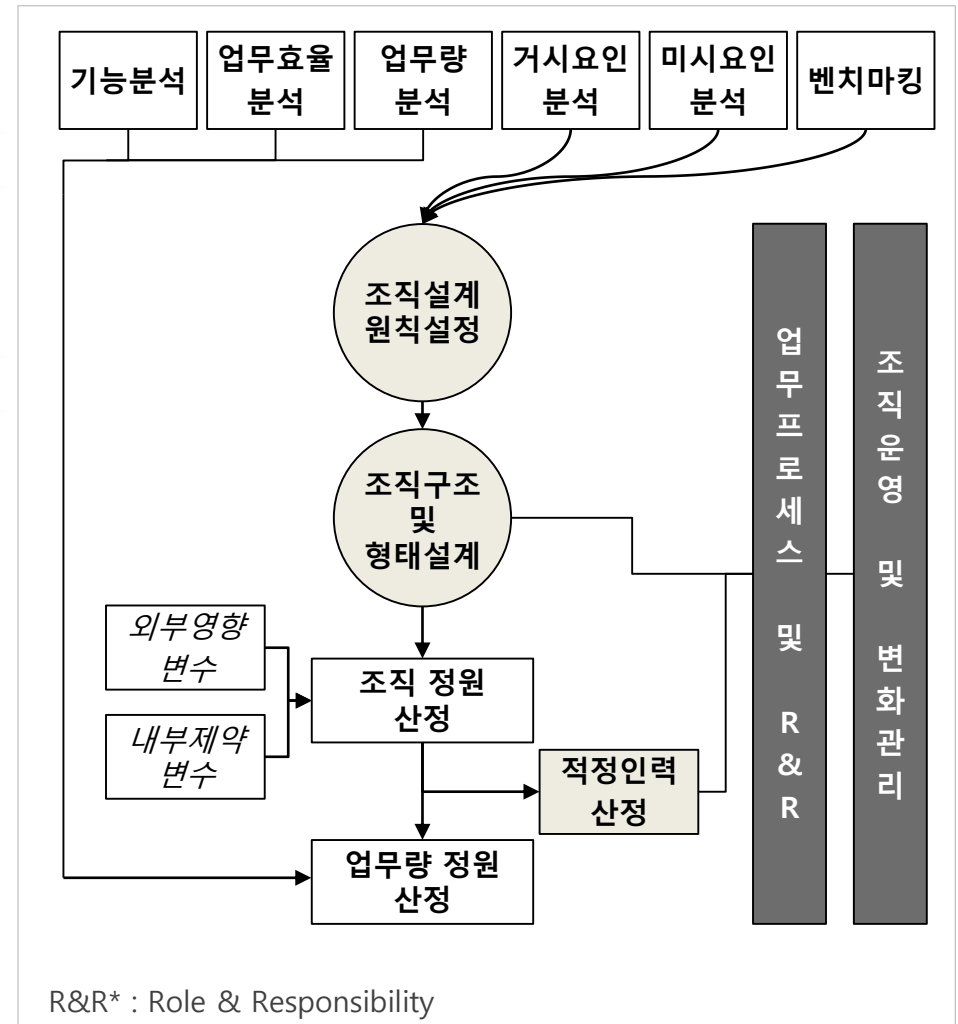 기능분석
업무효율
분석
업무량
분석
거시요인
분석
미시요인
분석
벤치마킹
조직설계
원칙설정
조직구조
및
형태설계
외부영향
변수
내부제약
변수
조직 정원
산정
적정인력
산정
업무량 정원
산정
업무프로세스 및 R&R
조직운영 및 변화관리
R&R* : Role & Responsibility